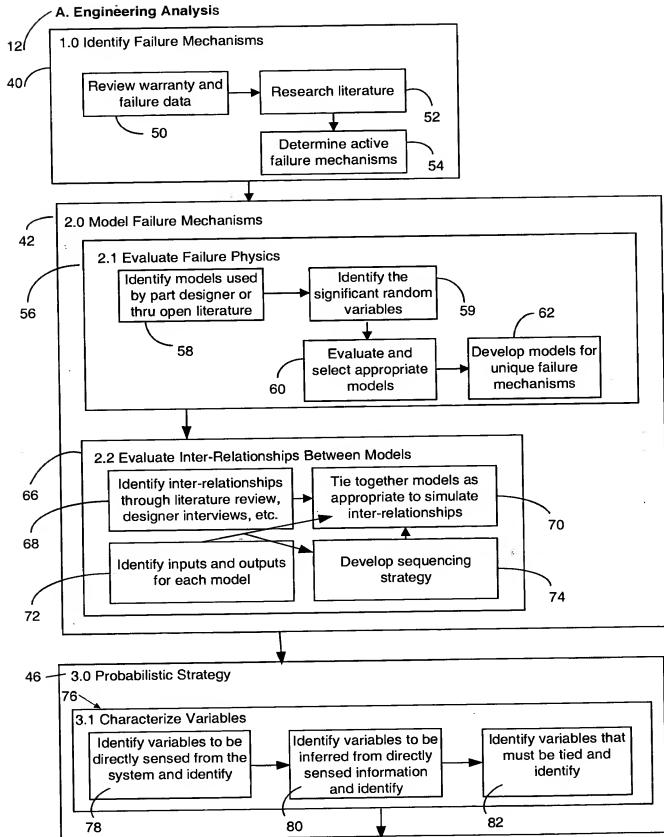 A. Engineering Analysis
12
1.0 Identify Failure Mechanisms
40
Review warranty and
failure data
50
Research literature
52
Determine active
failure mechanisms
54
42
2.0 Model Failure Mechanisms
2.1 Evaluate Failure Physics
56
Identify models used
by part designer or
thru open literature
58
Identify the
significant random
variables
59
Evaluate and
select appropriate
models
60
62
Develop models for
unique failure
mechanisms
2.2 Evaluate Inter-Relationships Between Models
66
Identify inter-relationships
through literature review,
designer interviews, etc.
68
Tie together models as
appropriate to simulate
inter-relationships
70
Identify inputs and outputs
for each model
72
Develop sequencing
strategy
74
46
3.0 Probabilistic Strategy
76
3.1 Characterize Variables
Identify variables to be
directly sensed from the
system and identify
78
Identify variables to be
inferred from directly
sensed information
and identify
80
Identify variables that
must be tied and
identify
82